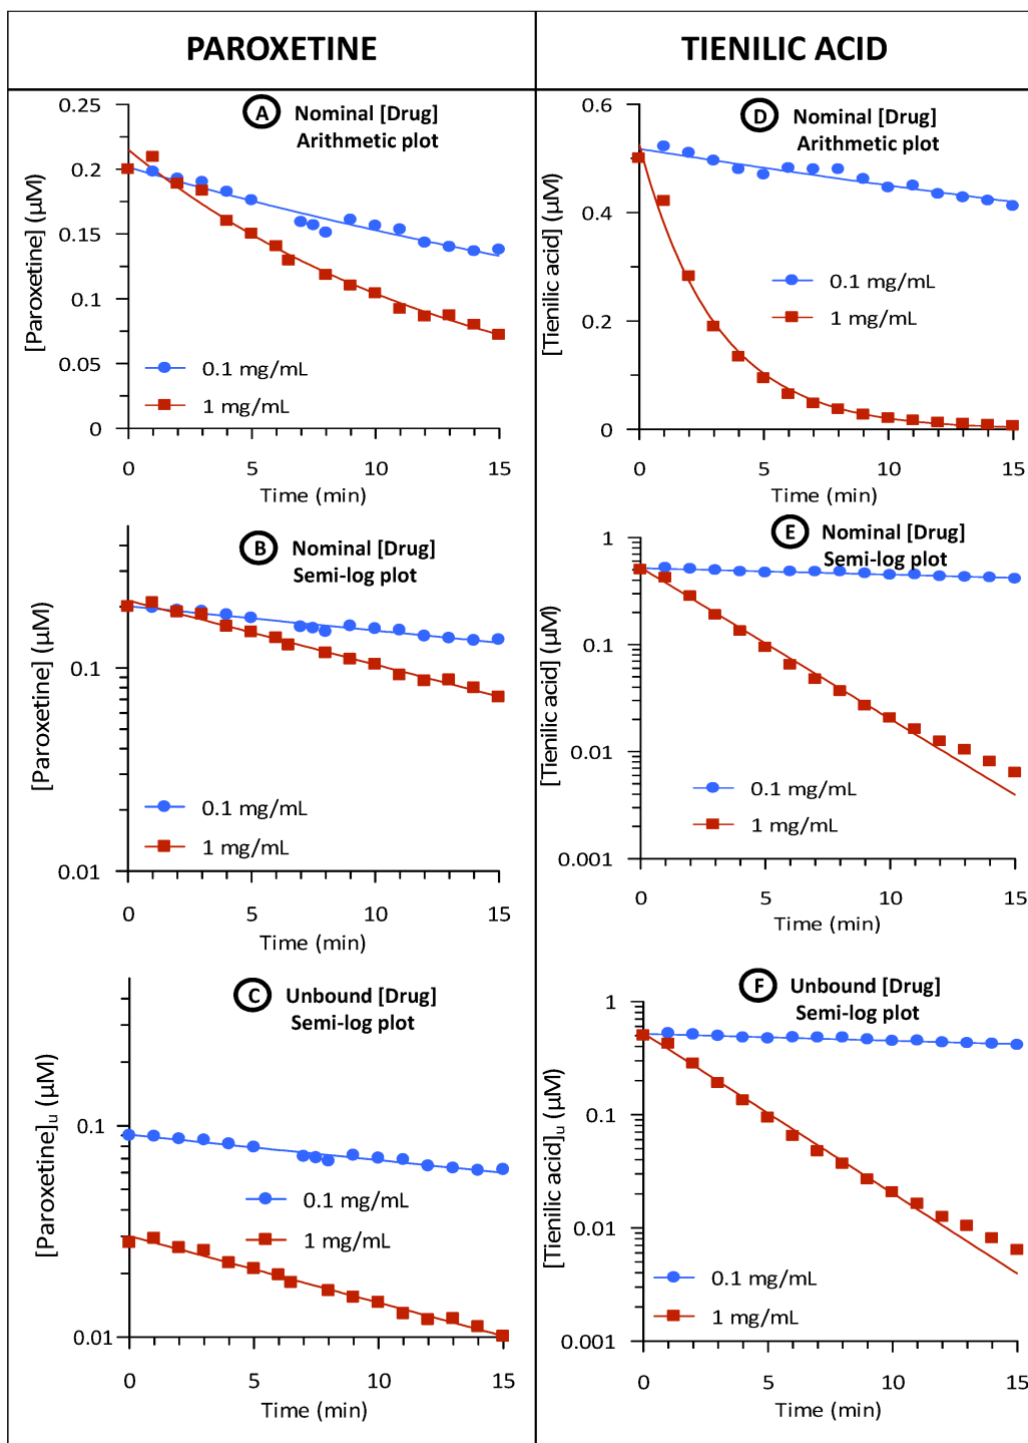 PAROXETINE
TIENILIC ACID
A Nominal [Drug]
Arithmetic plot
[Paroxetine] (µM)
0.25
0.2
0.15
0.1
0.05
0
0.1 mg/mL
1 mg/mL
0 5 10 15
Time (min)
D Nominal [Drug]
Arithmetic plot
[Tienilic acid] (µM)
0.6
0.4
0.2
0
0.1 mg/mL
1 mg/mL
0 5 10 15
Time (min)
B Nominal [Drug]
Semi-log plot
[Paroxetine] (µM)
0.1
0.01
0.1 mg/mL
1 mg/mL
0 5 10 15
Time (min)
E Nominal [Drug]
Semi-log plot
[Tienilic acid] (µM)
1
0.1
0.01
0.001
0.1 mg/mL
1 mg/mL
0 5 10 15
Time (min)
C Unbound [Drug]
Semi-log plot
[Paroxetine]u (µM)
0.1
0.01
0.1 mg/mL
1 mg/mL
0 5 10 15
Time (min)
F Unbound [Drug]
Semi-log plot
[Tienilic acid]u (µM)
1
0.1
0.01
0.001
0.1 mg/mL
1 mg/mL
0 5 10 15
Time (min)